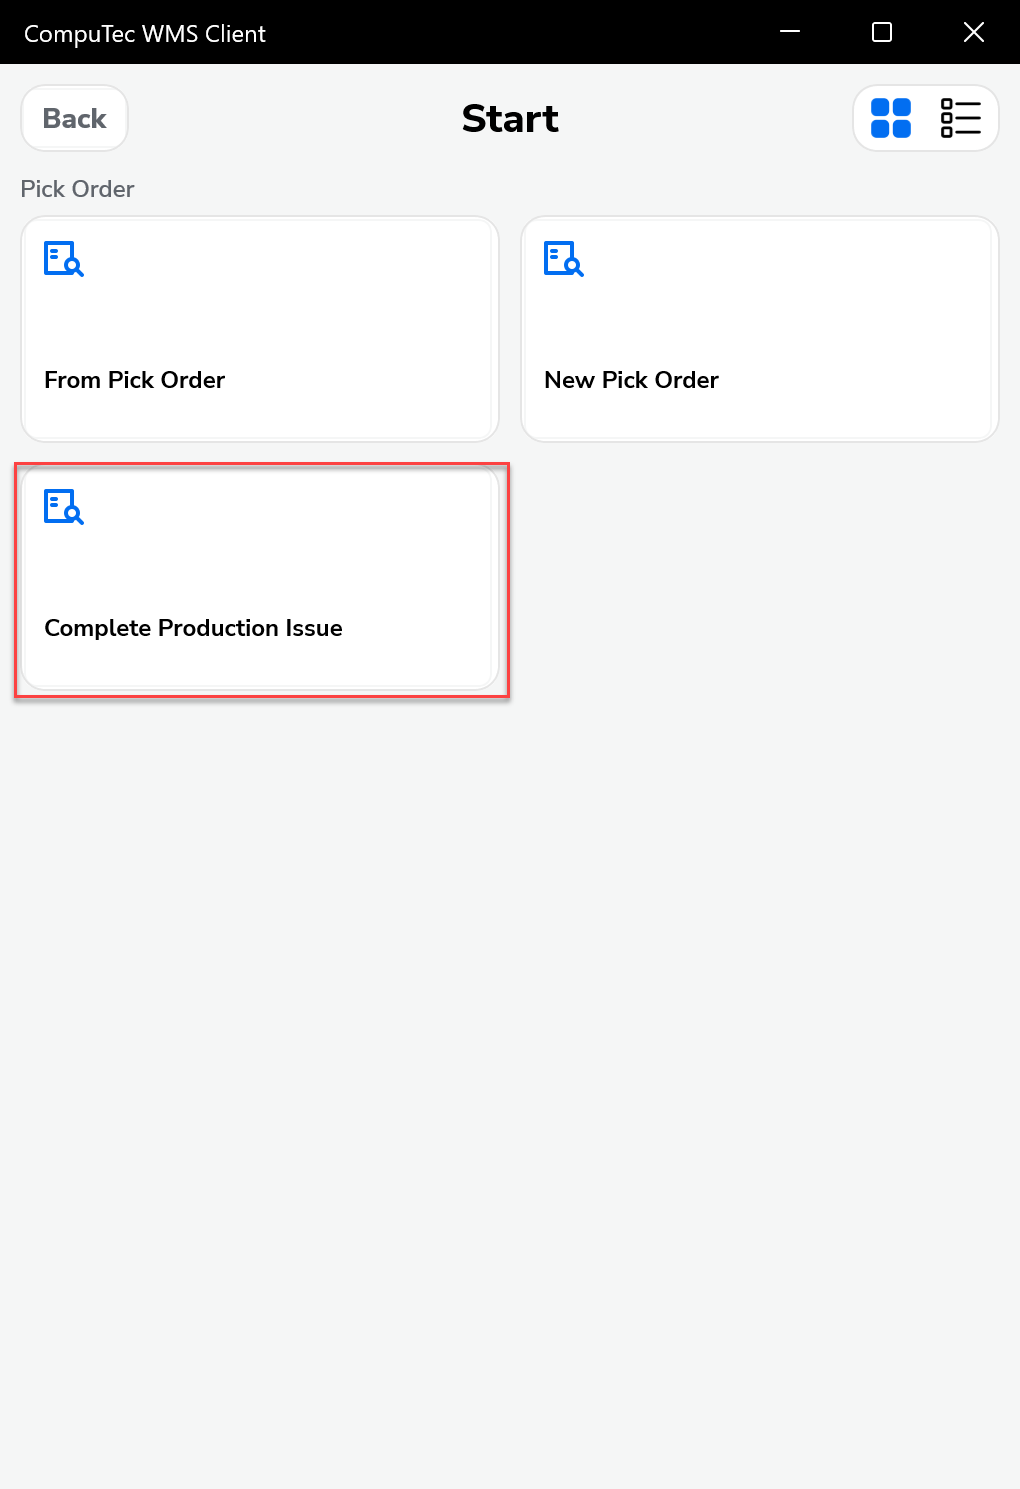 CompuTec WMS Client
Back
Start
Pick Order
From Pick Order
New Pick Order
Complete Production Issue